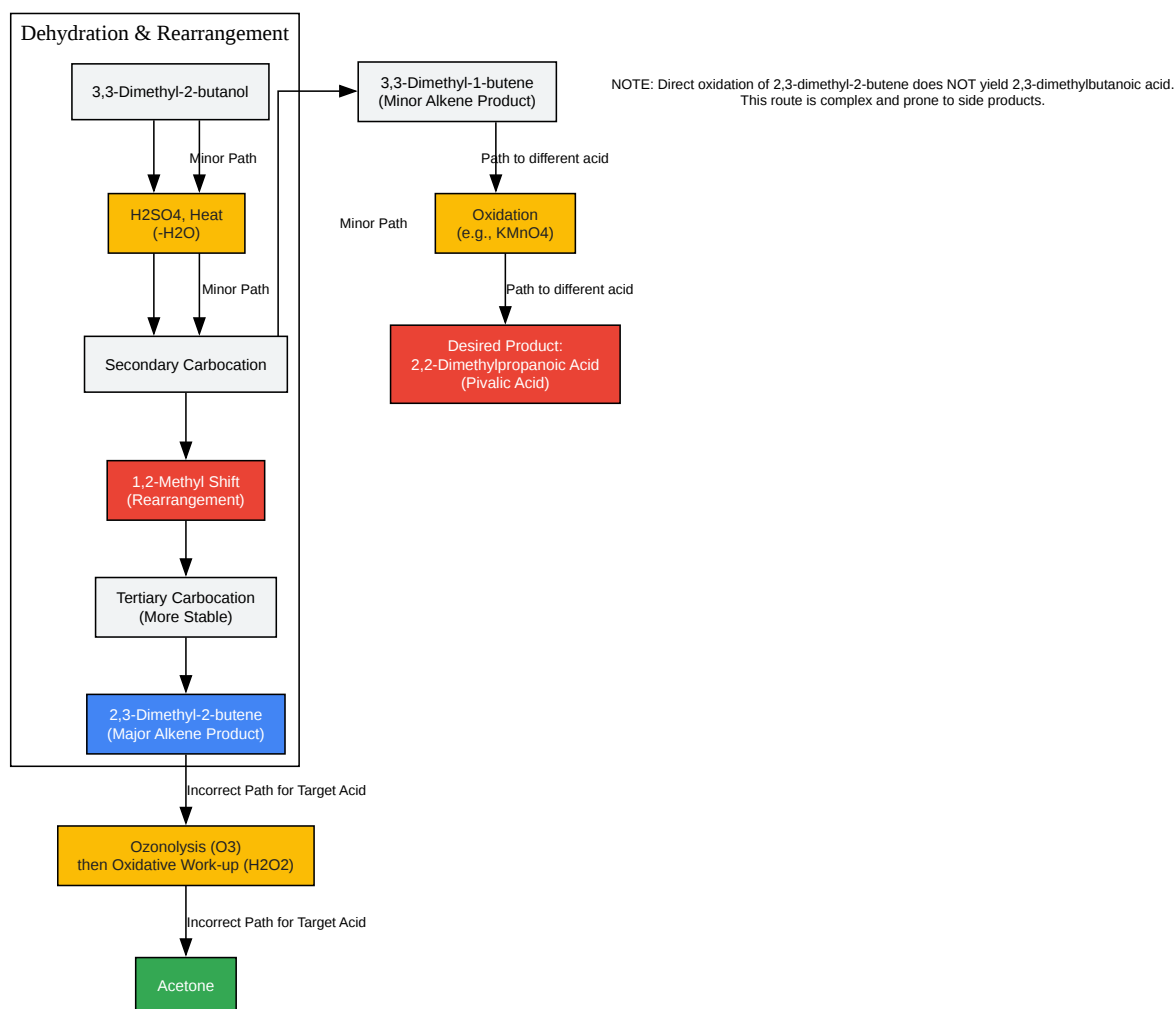 Dehydration & Rearrangement
3,3-Dimethyl-2-butanol
3,3-Dimethyl-1-butene
(Minor Alkene Product)
NOTE: Direct oxidation of 2,3-dimethyl-2-butene does NOT yield 2,3-dimethylbutanoic acid.
This route is complex and prone to side products.
Minor Path
Path to different acid
H2SO4, Heat
(-H2O)
Minor Path
Oxidation
(e.g., KMnO4)
Minor Path
Path to different acid
Secondary Carbocation
Desired Product:
2,2-Dimethylpropanoic Acid
(Pivalic Acid)
1,2-Methyl Shift
(Rearrangement)
Tertiary Carbocation
(More Stable)
2,3-Dimethyl-2-butene
(Major Alkene Product)
Incorrect Path for Target Acid
Ozonolysis (O3)
then Oxidative Work-up (H2O2)
Incorrect Path for Target Acid
Acetone